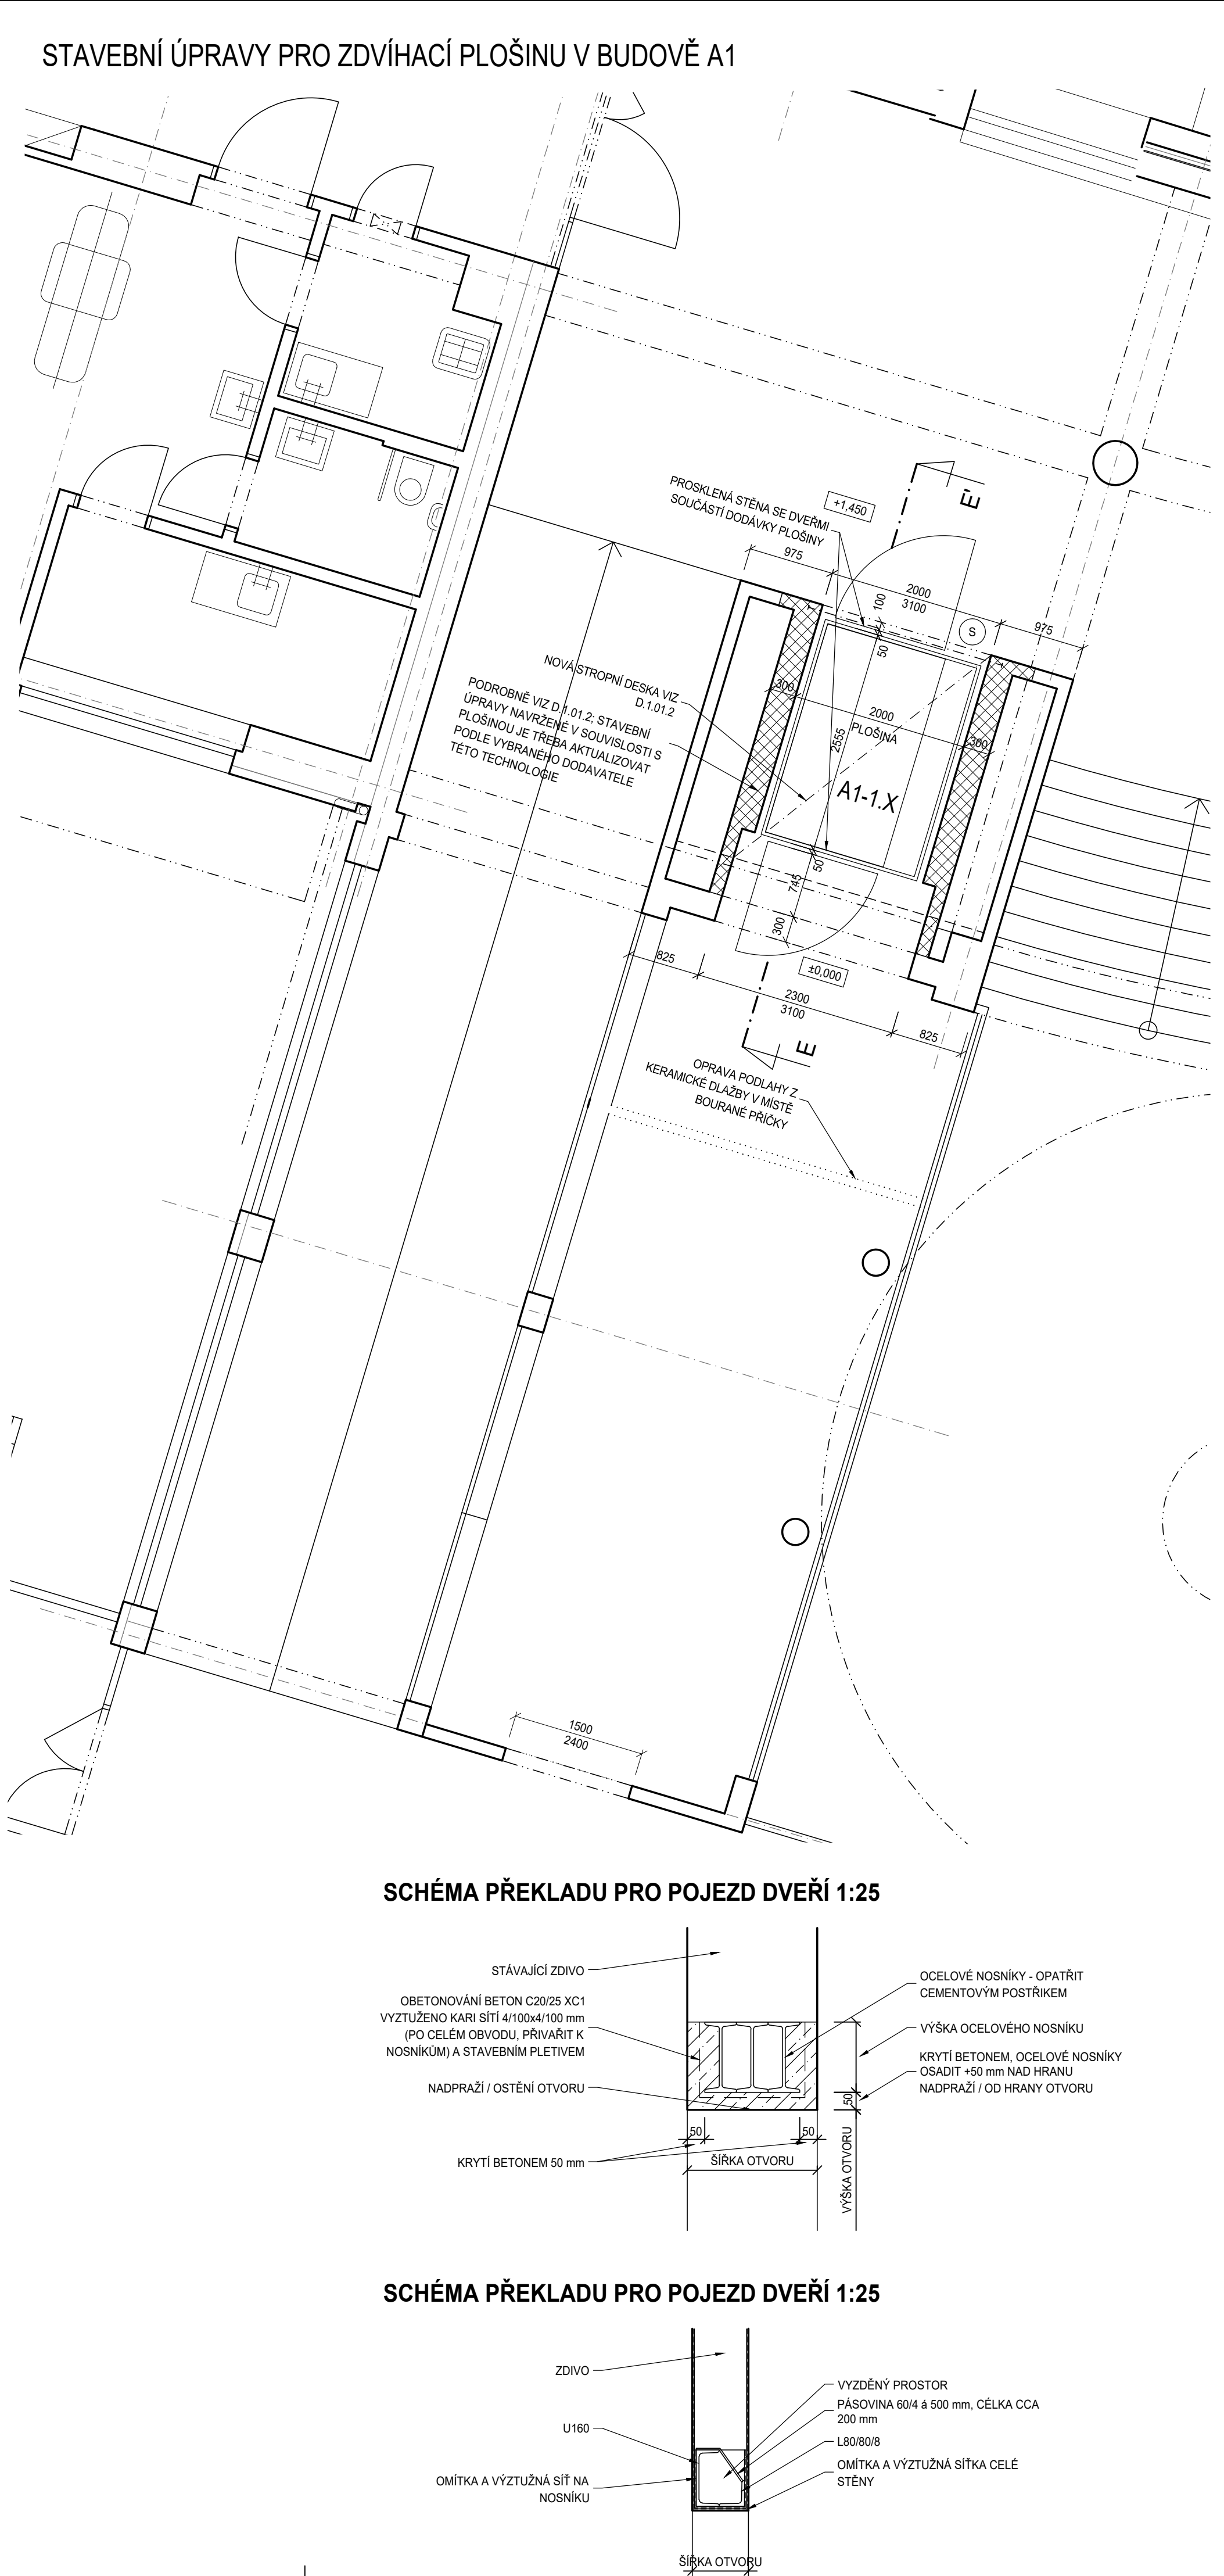 STAVEBNÍ ÚPRAVY PRO ZDVÍHACÍ PLOŠINU V BUDOVĚ A1
PROSKLENÁ STĚNA SE DVEŘMI
SOUČÁSTÍ DODÁVKY PLOŠINY
+1,450
E'
975
2000
3100
975
100
50
S
NOVÁ STROPNÍ DESKA VIZ
D.1.01.2
PODROBNĚ VIZ D.1.01.2; STAVEBNÍ
ÚPRAVY NAVRŽENÉ V SOUVISLOSTI S
PLOŠINOU JE TŘEBA AKTUALIZOVAT
PODLE VYBRANÉHO DODAVATELE
TÉTO TECHNOLOGIE
300
2000
PLOŠINA
300
2555
A1-1.X
50
745
300
±0,000
825
2300
3100
825
E
OPRAVA PODLAHY Z
KERAMICKÉ DLAŽBY V MÍSTĚ
BOURANÉ PŘÍČKY
1500
2400
SCHÉMA PŘEKLADU PRO POJEZD DVEŘÍ 1:25
STÁVAJÍCÍ ZDIVO
OBETONOVÁNÍ BETON C20/25 XC1
VYZTUŽENO KARI SÍTÍ 4/100x4/100 mm
(PO CELÉM OBVODU, PŘIVAŘIT K
NOSNÍKŮM) A STAVEBNÍM PLETIVEM
NADPRAŽÍ / OSTĚNÍ OTVORU
KRYTÍ BETONEM 50 mm
OCELOVÉ NOSNÍKY - OPATŘIT
CEMENTOVÝM POSTŘIKEM
VÝŠKA OCELOVÉHO NOSNÍKU
KRYTÍ BETONEM, OCELOVÉ NOSNÍKY
OSADIT +50 mm NAD HRANU
NADPRAŽÍ / OD HRANY OTVORU
50
50
50
ŠÍŘKA OTVORU
VÝŠKA OTVORU
SCHÉMA PŘEKLADU PRO POJEZD DVEŘÍ 1:25
ZDIVO
U160
OMÍTKA A VÝZTUŽNÁ SÍŤ NA
NOSNÍKU
VYZDĚNÝ PROSTOR
PÁSOVINA 60/4 á 500 mm, CÉLKA CCA
200 mm
L80/80/8
OMÍTKA A VÝZTUŽNÁ SÍŤKA CELÉ
STĚNY
ŠÍŘKA OTVORU